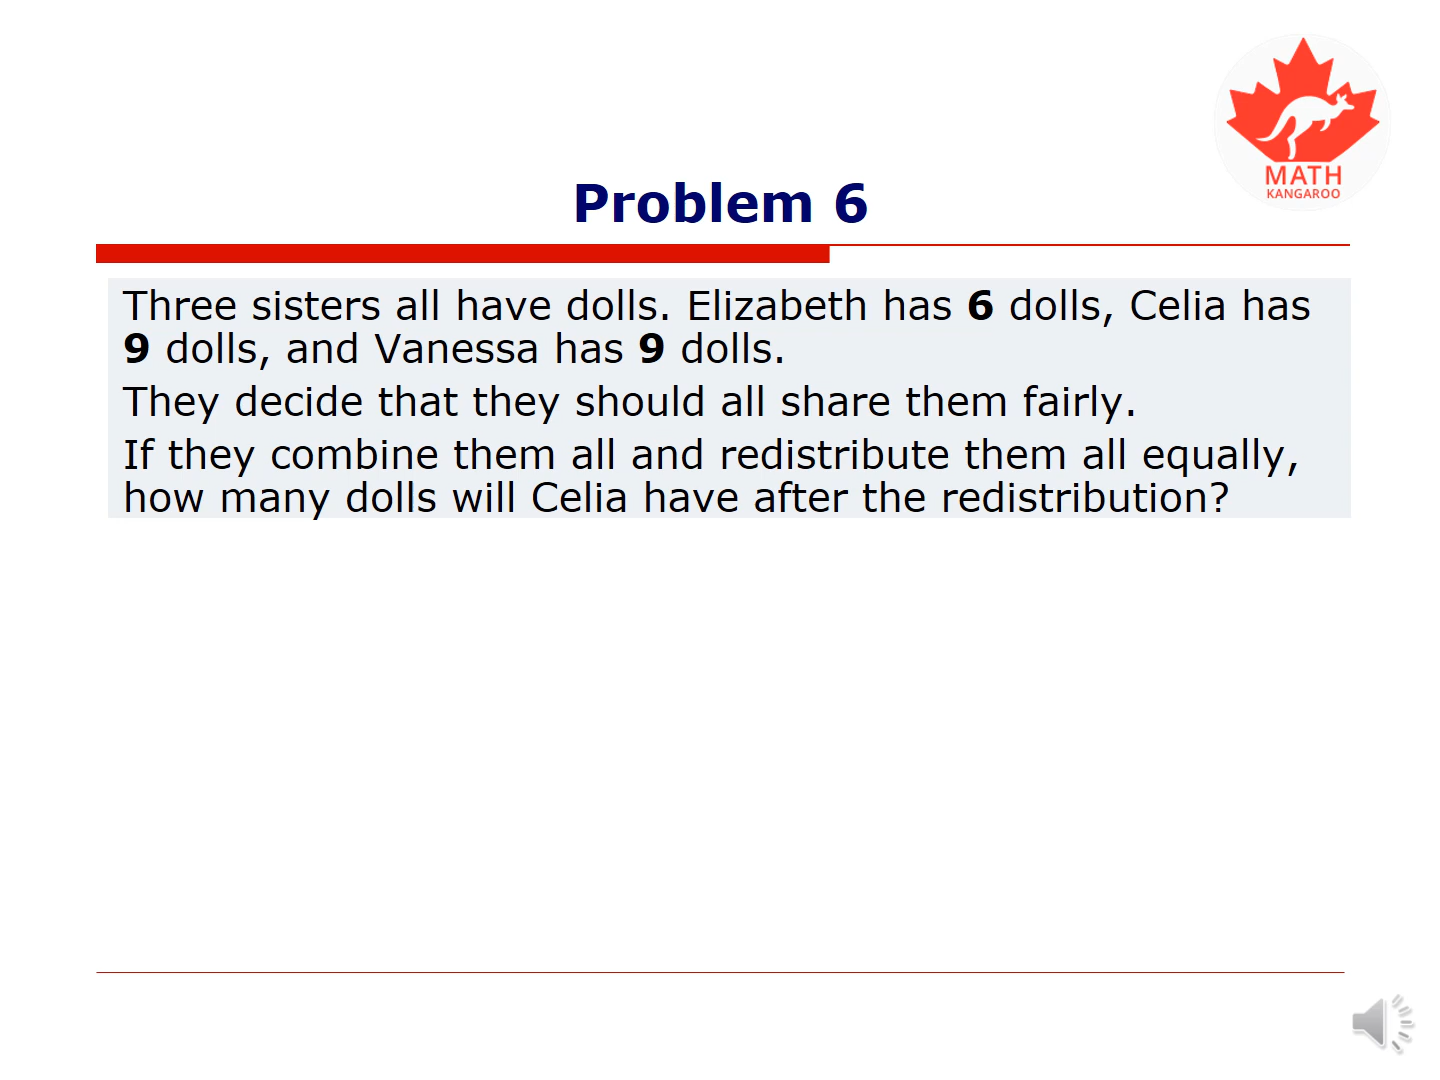 MATH
KANGAROO
Problem 6
Three sisters all have dolls. Elizabeth has 6 dolls, Celia has
9 dolls, and Vanessa has 9 dolls.
They decide that they should all share them fairly.
If they combine them all and redistribute them all equally,
how many dolls will Celia have after the redistribution?